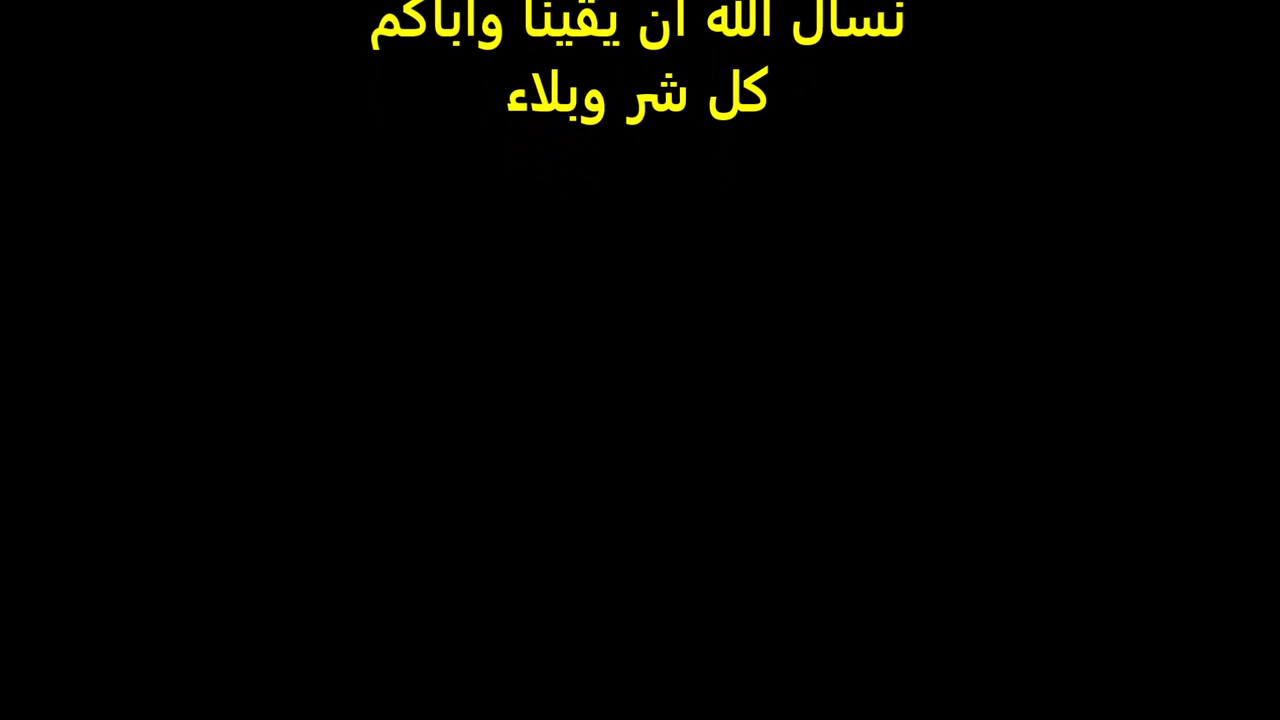 نسال الله ان يقينا واياكم
كل شر وبلاء